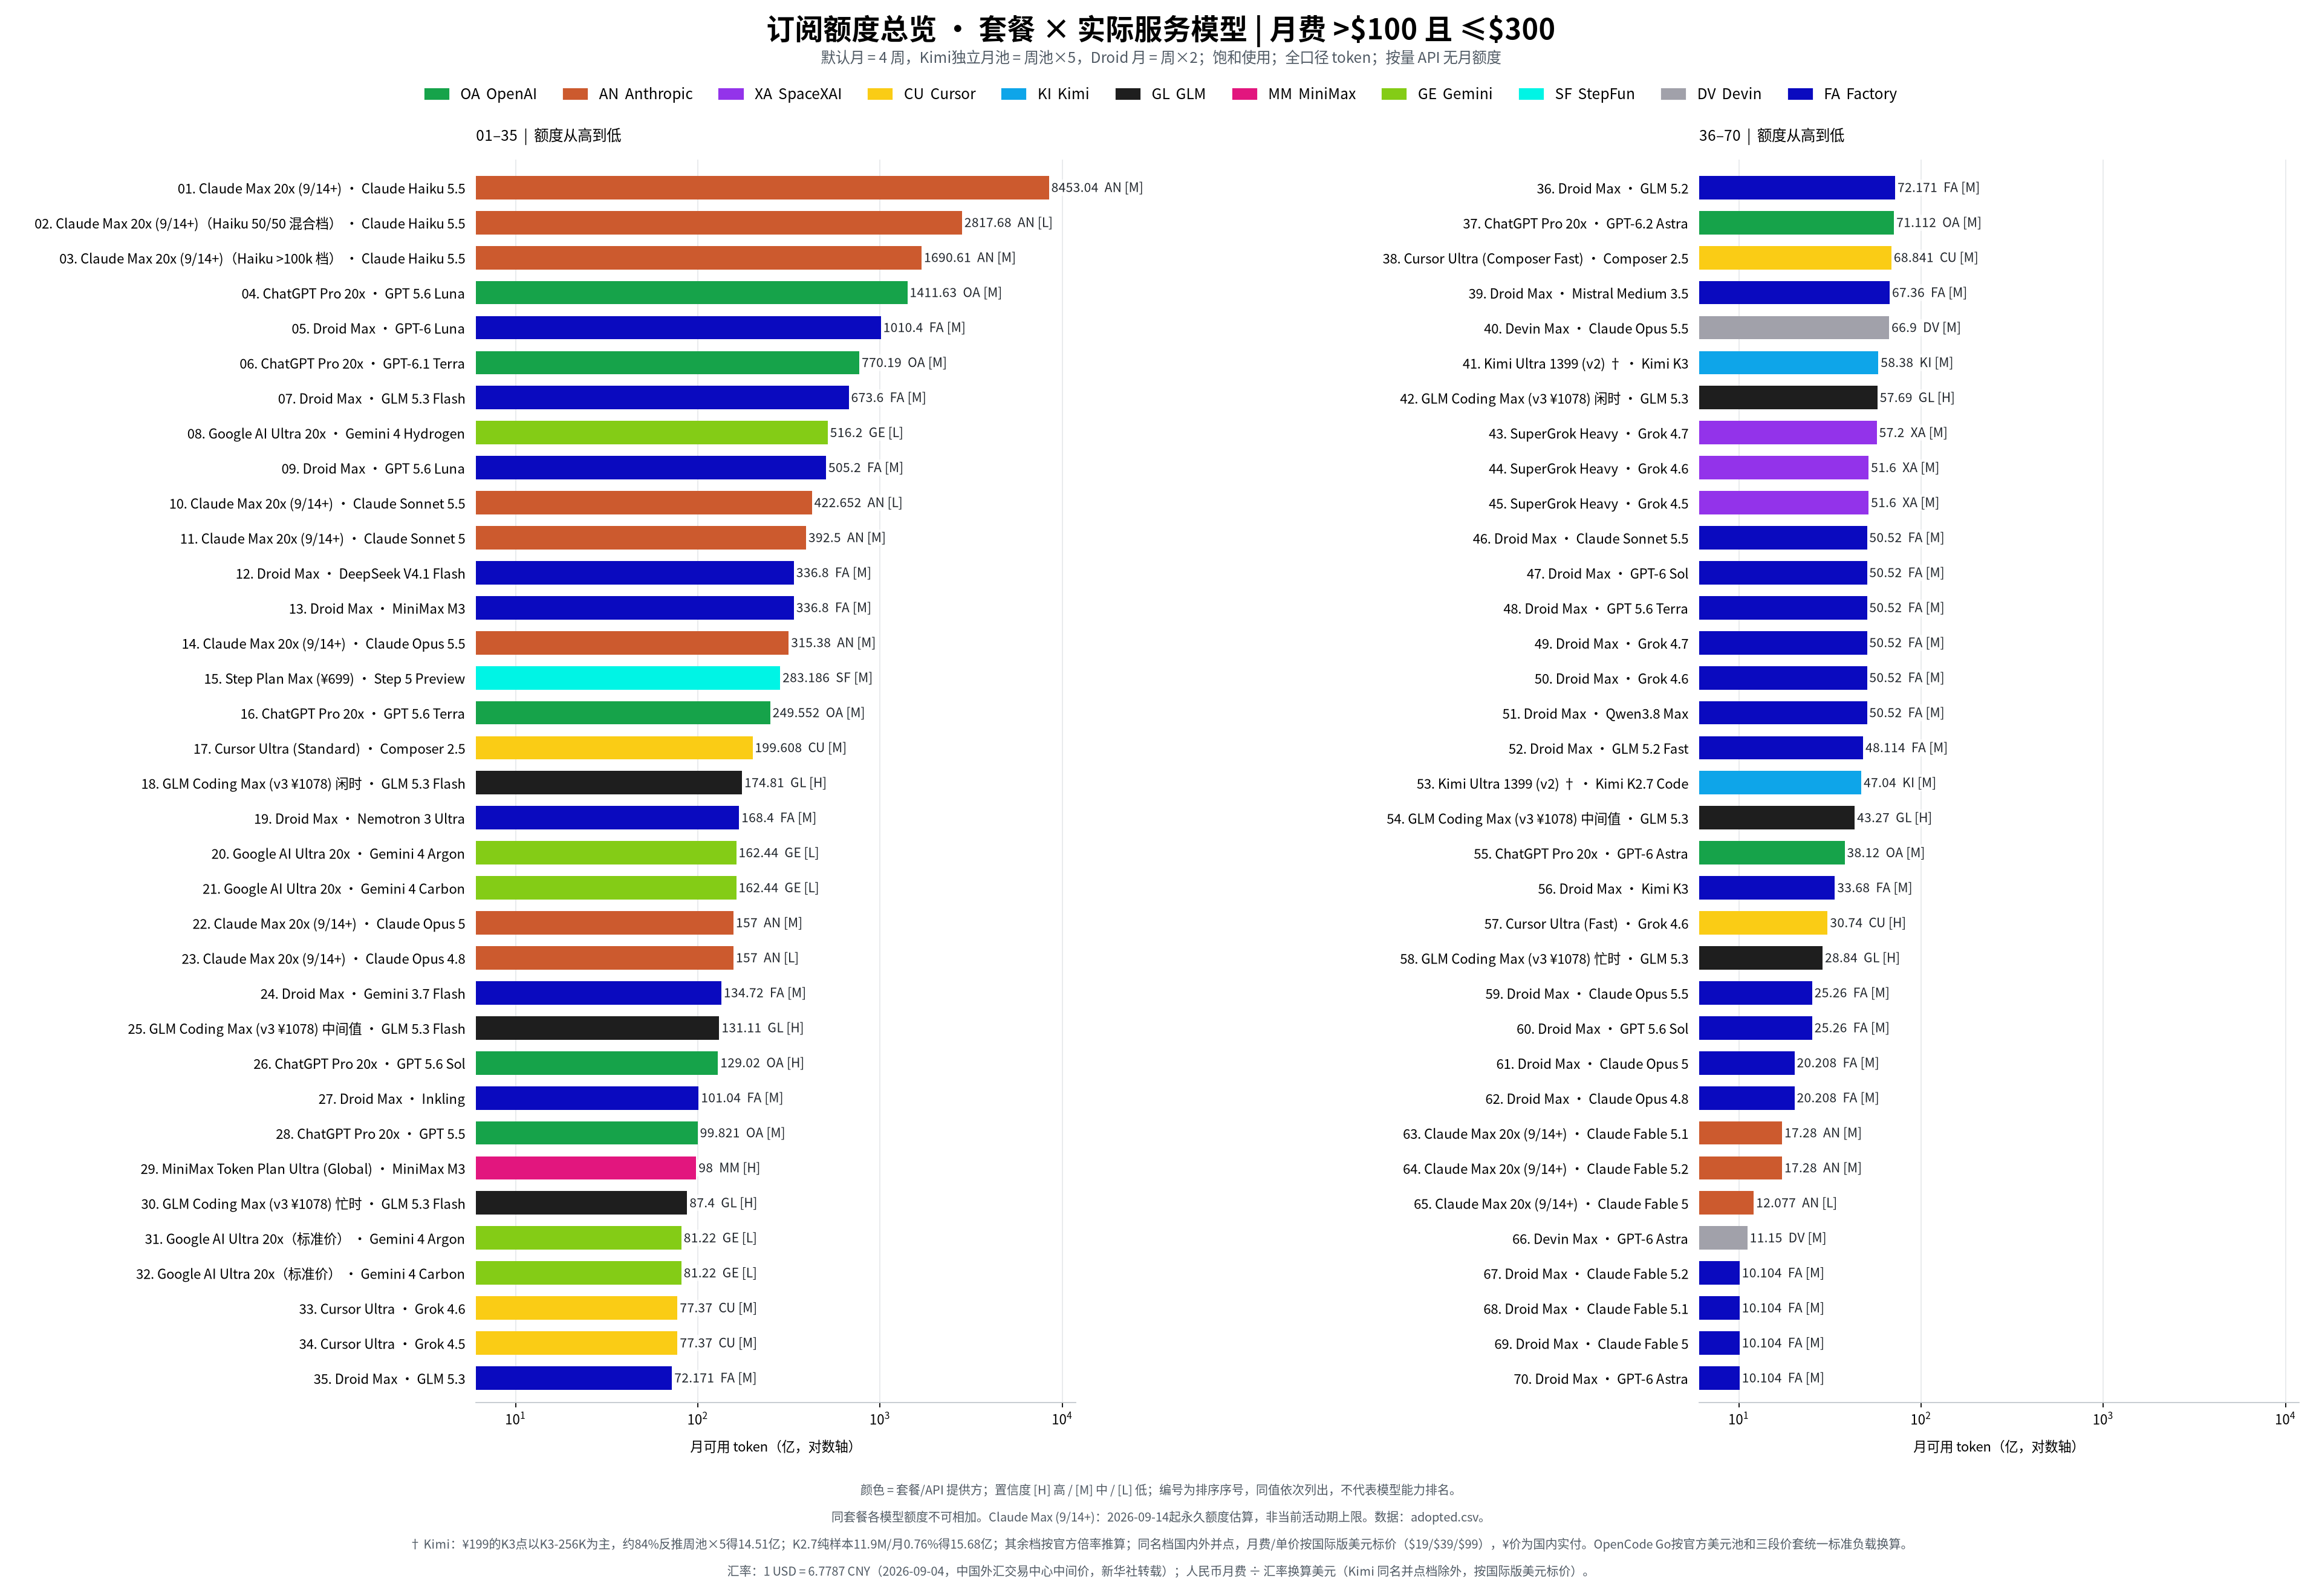 订阅额度总览 · 套餐 × 实际服务模型 | 月费 >$100 且 ≤$300
默认月 = 4 周，Kimi独立月池 = 周池×5，Droid 月 = 周×2；饱和使用；全口径 token；按量 API 无月额度
OA OpenAI AN Anthropic XA SpaceXAI CU Cursor KI Kimi GL GLM MM MiniMax GE Gemini SF StepFun DV Devin FA Factory
01–35 | 额度从高到低
01. Claude Max 20x (9/14+) · Claude Haiku 5.5 8453.04 AN [M]
02. Claude Max 20x (9/14+)（Haiku 50/50 混合档） · Claude Haiku 5.5 2817.68 AN [L]
03. Claude Max 20x (9/14+)（Haiku >100k 档） · Claude Haiku 5.5 1690.61 AN [M]
04. ChatGPT Pro 20x · GPT 5.6 Luna 1411.63 OA [M]
05. Droid Max · GPT-6 Luna 1010.4 FA [M]
06. ChatGPT Pro 20x · GPT-6.1 Terra 770.19 OA [M]
07. Droid Max · GLM 5.3 Flash 673.6 FA [M]
08. Google AI Ultra 20x · Gemini 4 Hydrogen 516.2 GE [L]
09. Droid Max · GPT 5.6 Luna 505.2 FA [M]
10. Claude Max 20x (9/14+) · Claude Sonnet 5.5 422.652 AN [L]
11. Claude Max 20x (9/14+) · Claude Sonnet 5 392.5 AN [M]
12. Droid Max · DeepSeek V4.1 Flash 336.8 FA [M]
13. Droid Max · MiniMax M3 336.8 FA [M]
14. Claude Max 20x (9/14+) · Claude Opus 5.5 315.38 AN [M]
15. Step Plan Max (¥699) · Step 5 Preview 283.186 SF [M]
16. ChatGPT Pro 20x · GPT 5.6 Terra 249.552 OA [M]
17. Cursor Ultra (Standard) · Composer 2.5 199.608 CU [M]
18. GLM Coding Max (v3 ¥1078) 闲时 · GLM 5.3 Flash 174.81 GL [H]
19. Droid Max · Nemotron 3 Ultra 168.4 FA [M]
20. Google AI Ultra 20x · Gemini 4 Argon 162.44 GE [L]
21. Google AI Ultra 20x · Gemini 4 Carbon 162.44 GE [L]
22. Claude Max 20x (9/14+) · Claude Opus 5 157 AN [M]
23. Claude Max 20x (9/14+) · Claude Opus 4.8 157 AN [L]
24. Droid Max · Gemini 3.7 Flash 134.72 FA [M]
25. GLM Coding Max (v3 ¥1078) 中间值 · GLM 5.3 Flash 131.11 GL [H]
26. ChatGPT Pro 20x · GPT 5.6 Sol 129.02 OA [H]
27. Droid Max · Inkling 101.04 FA [M]
28. ChatGPT Pro 20x · GPT 5.5 99.821 OA [M]
29. MiniMax Token Plan Ultra (Global) · MiniMax M3 98 MM [H]
30. GLM Coding Max (v3 ¥1078) 忙时 · GLM 5.3 Flash 87.4 GL [H]
31. Google AI Ultra 20x（标准价） · Gemini 4 Argon 81.22 GE [L]
32. Google AI Ultra 20x（标准价） · Gemini 4 Carbon 81.22 GE [L]
33. Cursor Ultra · Grok 4.6 77.37 CU [M]
34. Cursor Ultra · Grok 4.5 77.37 CU [M]
35. Droid Max · GLM 5.3 72.171 FA [M]
10¹ 10² 10³ 10⁴
月可用 token（亿，对数轴）
36–70 | 额度从高到低
36. Droid Max · GLM 5.2 72.171 FA [M]
37. ChatGPT Pro 20x · GPT-6.2 Astra 71.112 OA [M]
38. Cursor Ultra (Composer Fast) · Composer 2.5 68.841 CU [M]
39. Droid Max · Mistral Medium 3.5 67.36 FA [M]
40. Devin Max · Claude Opus 5.5 66.9 DV [M]
41. Kimi Ultra 1399 (v2) † · Kimi K3 58.38 KI [M]
42. GLM Coding Max (v3 ¥1078) 闲时 · GLM 5.3 57.69 GL [H]
43. SuperGrok Heavy · Grok 4.7 57.2 XA [M]
44. SuperGrok Heavy · Grok 4.6 51.6 XA [M]
45. SuperGrok Heavy · Grok 4.5 51.6 XA [M]
46. Droid Max · Claude Sonnet 5.5 50.52 FA [M]
47. Droid Max · GPT-6 Sol 50.52 FA [M]
48. Droid Max · GPT 5.6 Terra 50.52 FA [M]
49. Droid Max · Grok 4.7 50.52 FA [M]
50. Droid Max · Grok 4.6 50.52 FA [M]
51. Droid Max · Qwen3.8 Max 50.52 FA [M]
52. Droid Max · GLM 5.2 Fast 48.114 FA [M]
53. Kimi Ultra 1399 (v2) † · Kimi K2.7 Code 47.04 KI [M]
54. GLM Coding Max (v3 ¥1078) 中间值 · GLM 5.3 43.27 GL [H]
55. ChatGPT Pro 20x · GPT-6 Astra 38.12 OA [M]
56. Droid Max · Kimi K3 33.68 FA [M]
57. Cursor Ultra (Fast) · Grok 4.6 30.74 CU [H]
58. GLM Coding Max (v3 ¥1078) 忙时 · GLM 5.3 28.84 GL [H]
59. Droid Max · Claude Opus 5.5 25.26 FA [M]
60. Droid Max · GPT 5.6 Sol 25.26 FA [M]
61. Droid Max · Claude Opus 5 20.208 FA [M]
62. Droid Max · Claude Opus 4.8 20.208 FA [M]
63. Claude Max 20x (9/14+) · Claude Fable 5.1 17.28 AN [M]
64. Claude Max 20x (9/14+) · Claude Fable 5.2 17.28 AN [M]
65. Claude Max 20x (9/14+) · Claude Fable 5 12.077 AN [L]
66. Devin Max · GPT-6 Astra 11.15 DV [M]
67. Droid Max · Claude Fable 5.2 10.104 FA [M]
68. Droid Max · Claude Fable 5.1 10.104 FA [M]
69. Droid Max · Claude Fable 5 10.104 FA [M]
70. Droid Max · GPT-6 Astra 10.104 FA [M]
10¹ 10² 10³ 10⁴
月可用 token（亿，对数轴）
颜色 = 套餐/API 提供方；置信度 [H] 高 / [M] 中 / [L] 低；编号为排序序号，同值依次列出，不代表模型能力排名。
同套餐各模型额度不可相加。Claude Max (9/14+)：2026-09-14起永久额度估算，非当前活动期上限。数据：adopted.csv。
† Kimi：¥199的K3点以K3-256K为主，约84%反推周池×5得14.51亿；K2.7纯样本11.9M/月0.76%得15.68亿；其余档按官方倍率推算；同名档国内外并点，月费/单价按国际版美元标价（$19/$39/$99），¥价为国内实付。OpenCode Go按官方美元池和三段价套统一标准负载换算。
汇率：1 USD = 6.7787 CNY（2026-09-04，中国外汇交易中心中间价，新华社转载）；人民币月费 ÷ 汇率换算美元（Kimi 同名并点档除外，按国际版美元标价）。